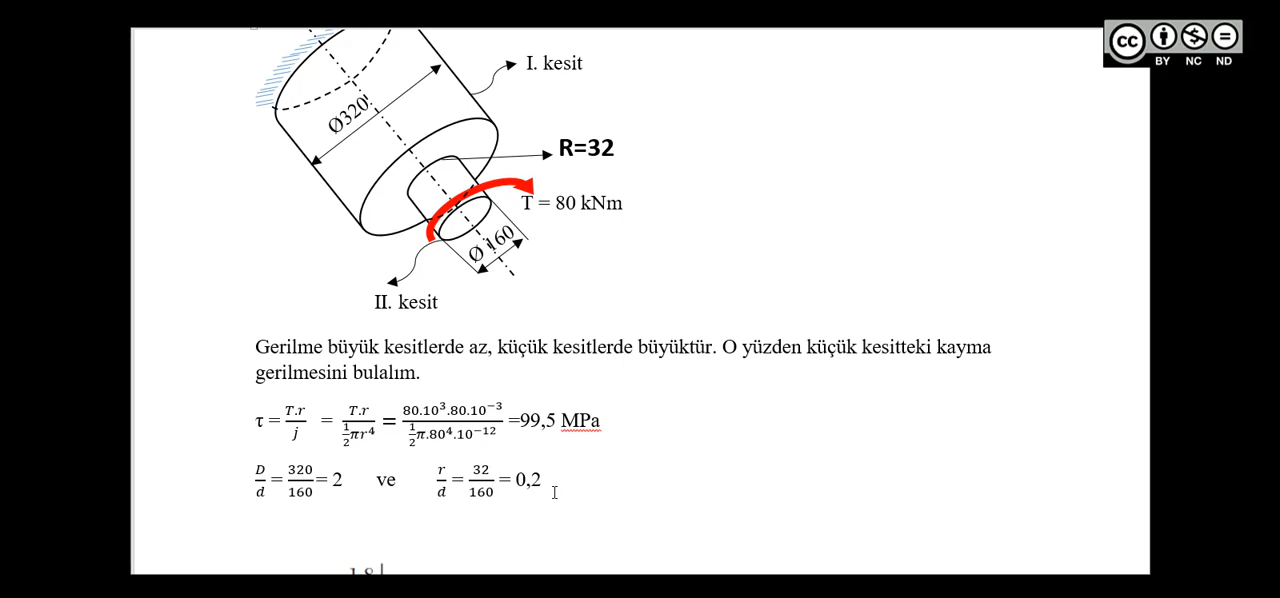 cc
BY NC ND
I. kesit
Ø320
R=32
T = 80 kNm
Ø 160
II. kesit
Gerilme büyük kesitlerde az, küçük kesitlerde büyüktür. O yüzden küçük kesitteki kayma
gerilmesini bulalım.
τ = T.r/j = T.r/(1/2 πr⁴) = 80.10³.80.10⁻³/(1/2 π.80⁴.10⁻¹²) =99,5 MPa
D/d = 320/160 = 2 ve r/d = 32/160 = 0,2